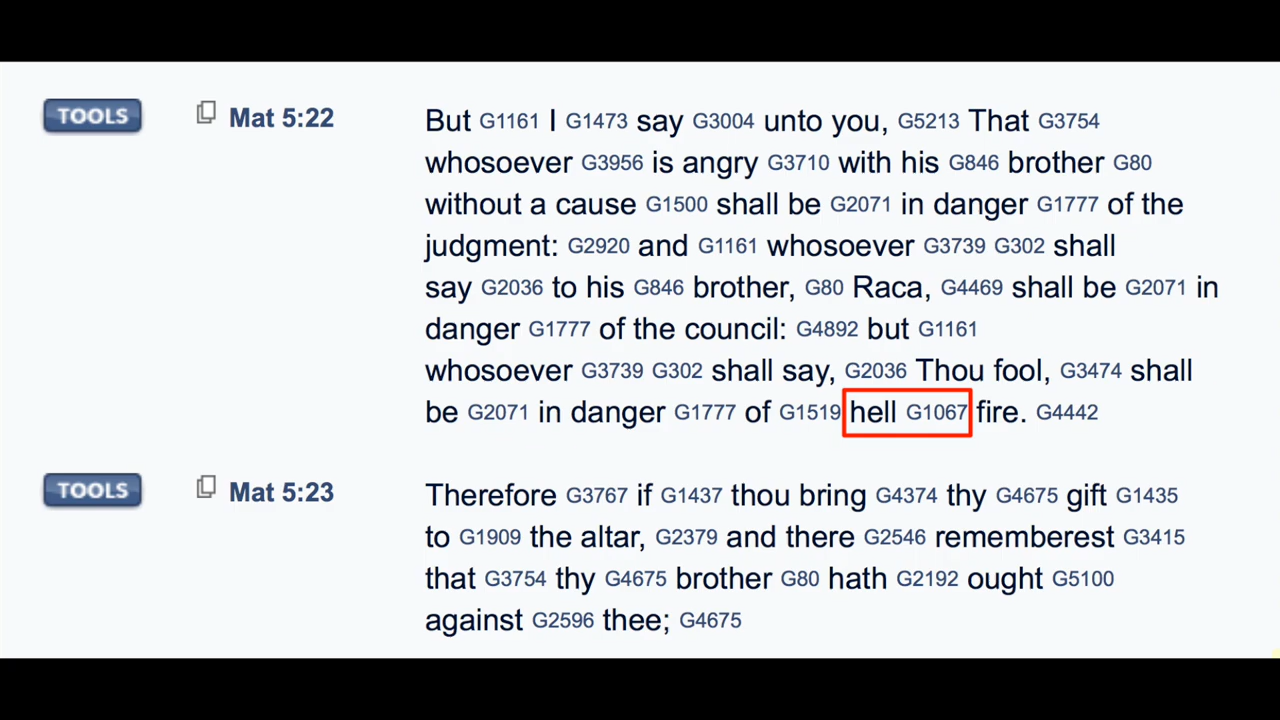 TOOLS Mat 5:22 But G1161 I G1473 say G3004 unto you, G5213 That G3754
whosoever G3956 is angry G3710 with his G846 brother G80
without a cause G1500 shall be G2071 in danger G1777 of the
judgment: G2920 and G1161 whosoever G3739 G302 shall
say G2036 to his G846 brother, G80 Raca, G4469 shall be G2071 in
danger G1777 of the council: G4892 but G1161
whosoever G3739 G302 shall say, G2036 Thou fool, G3474 shall
be G2071 in danger G1777 of G1519 hell G1067 fire. G4442
TOOLS Mat 5:23 Therefore G3767 if G1437 thou bring G4374 thy G4675 gift G1435
to G1909 the altar, G2379 and there G2546 rememberest G3415
that G3754 thy G4675 brother G80 hath G2192 ought G5100
against G2596 thee; G4675